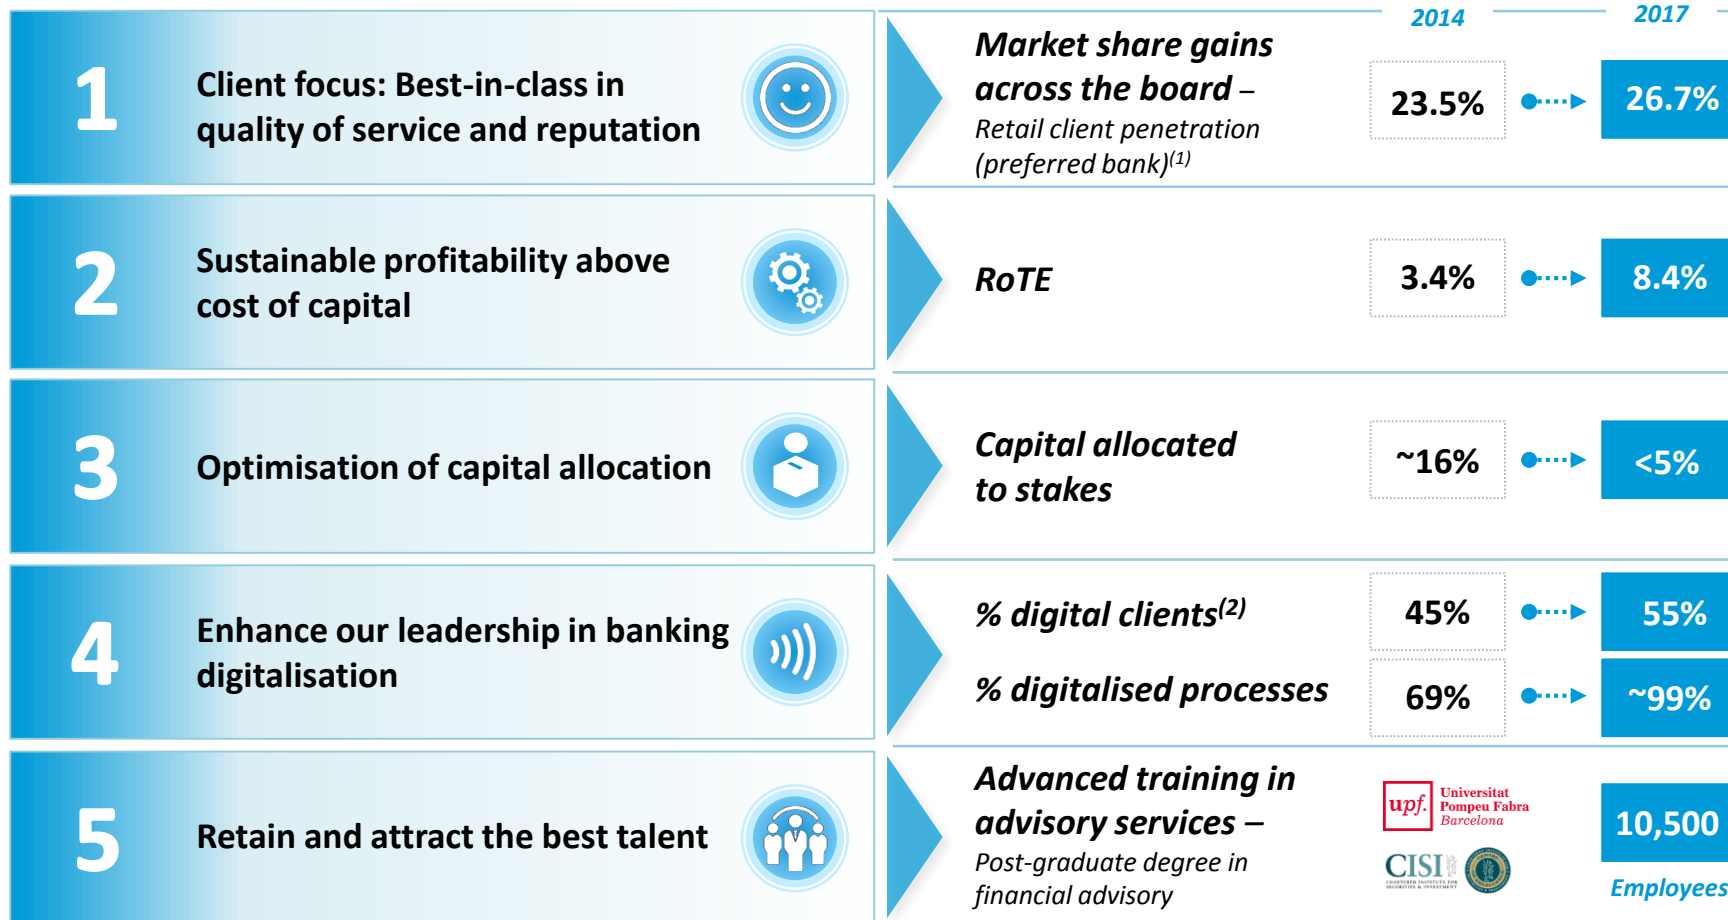 2014 2017
1
Client focus: Best-in-class in
quality of service and reputation
Market share gains
across the board –
Retail client penetration
(preferred bank)(1)
23.5% 26.7%
2
Sustainable profitability above
cost of capital
RoTE
3.4% 8.4%
3
Optimisation of capital allocation
Capital allocated
to stakes
~16% <5%
4
Enhance our leadership in banking
digitalisation
% digital clients(2)
45% 55%
% digitalised processes
69% ~99%
5
Retain and attract the best talent
Advanced training in
advisory services –
Post-graduate degree in
financial advisory
upf. Universitat
Pompeu Fabra
Barcelona
CISI
CHARTERED INSTITUTE FOR
SECURITIES & INVESTMENT
10,500
Employees